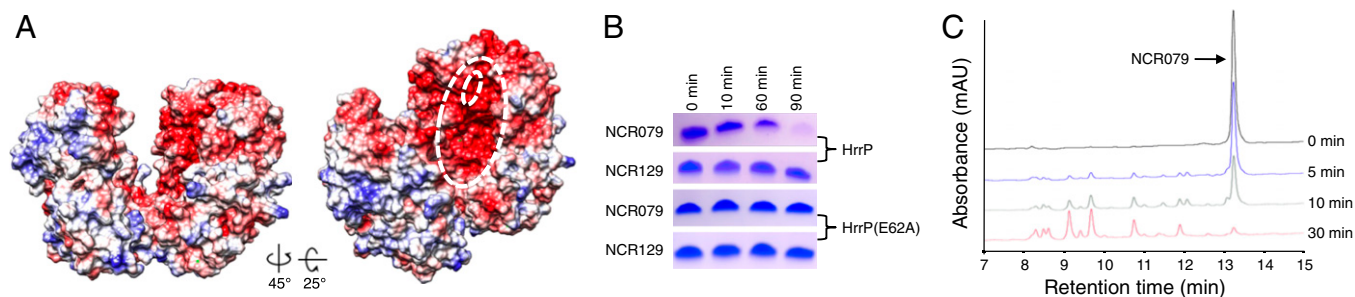 A
45° 25°
B
0 min 10 min 60 min 90 min
NCR079
NCR129
HrrP
NCR079
NCR129
HrrP(E62A)
C
Absorbance (mAU)
NCR079
0 min
5 min
10 min
30 min
7 8 9 10 11 12 13 14 15
Retention time (min)